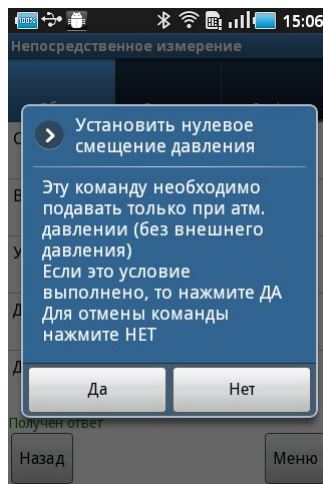 100%
15:06
Непосредственное измерение
Установить нулевое
смещение давления
Эту команду необходимо
подавать только при атм.
давлении (без внешнего
давления)
Если это условие
выполнено, то нажмите ДА
Для отмены команды
нажмите НЕТ
Да
Нет
Получен ответ
Назад
Меню